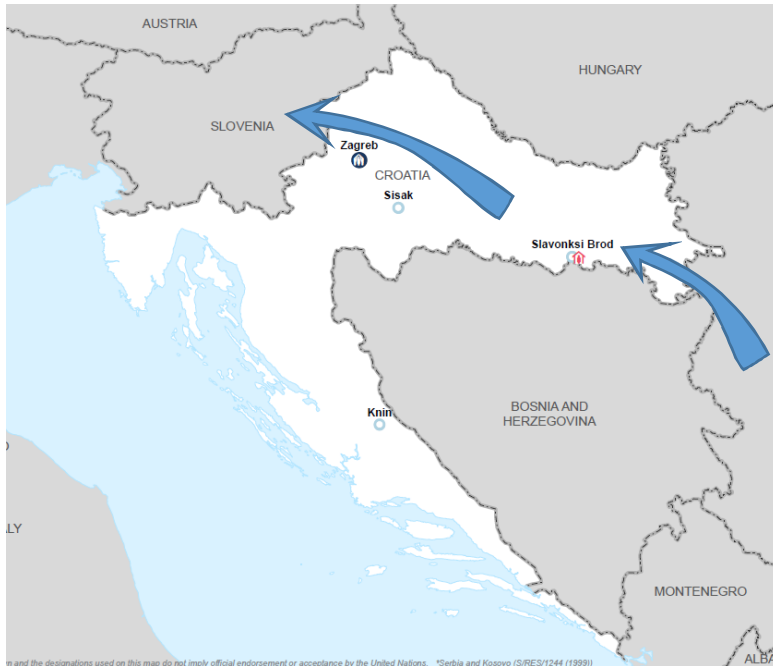 AUSTRIA
HUNGARY
SLOVENIA
Zagreb
CROATIA
Sisak
Slavonksi Brod
BOSNIA AND
HERZEGOVINA
Knin
LY
MONTENEGRO
ALBA
en and the designations used on this map do not imply official endorsement or acceptance by the United Nations. *Serbia and Kosovo (S/RES/1244 (1999))